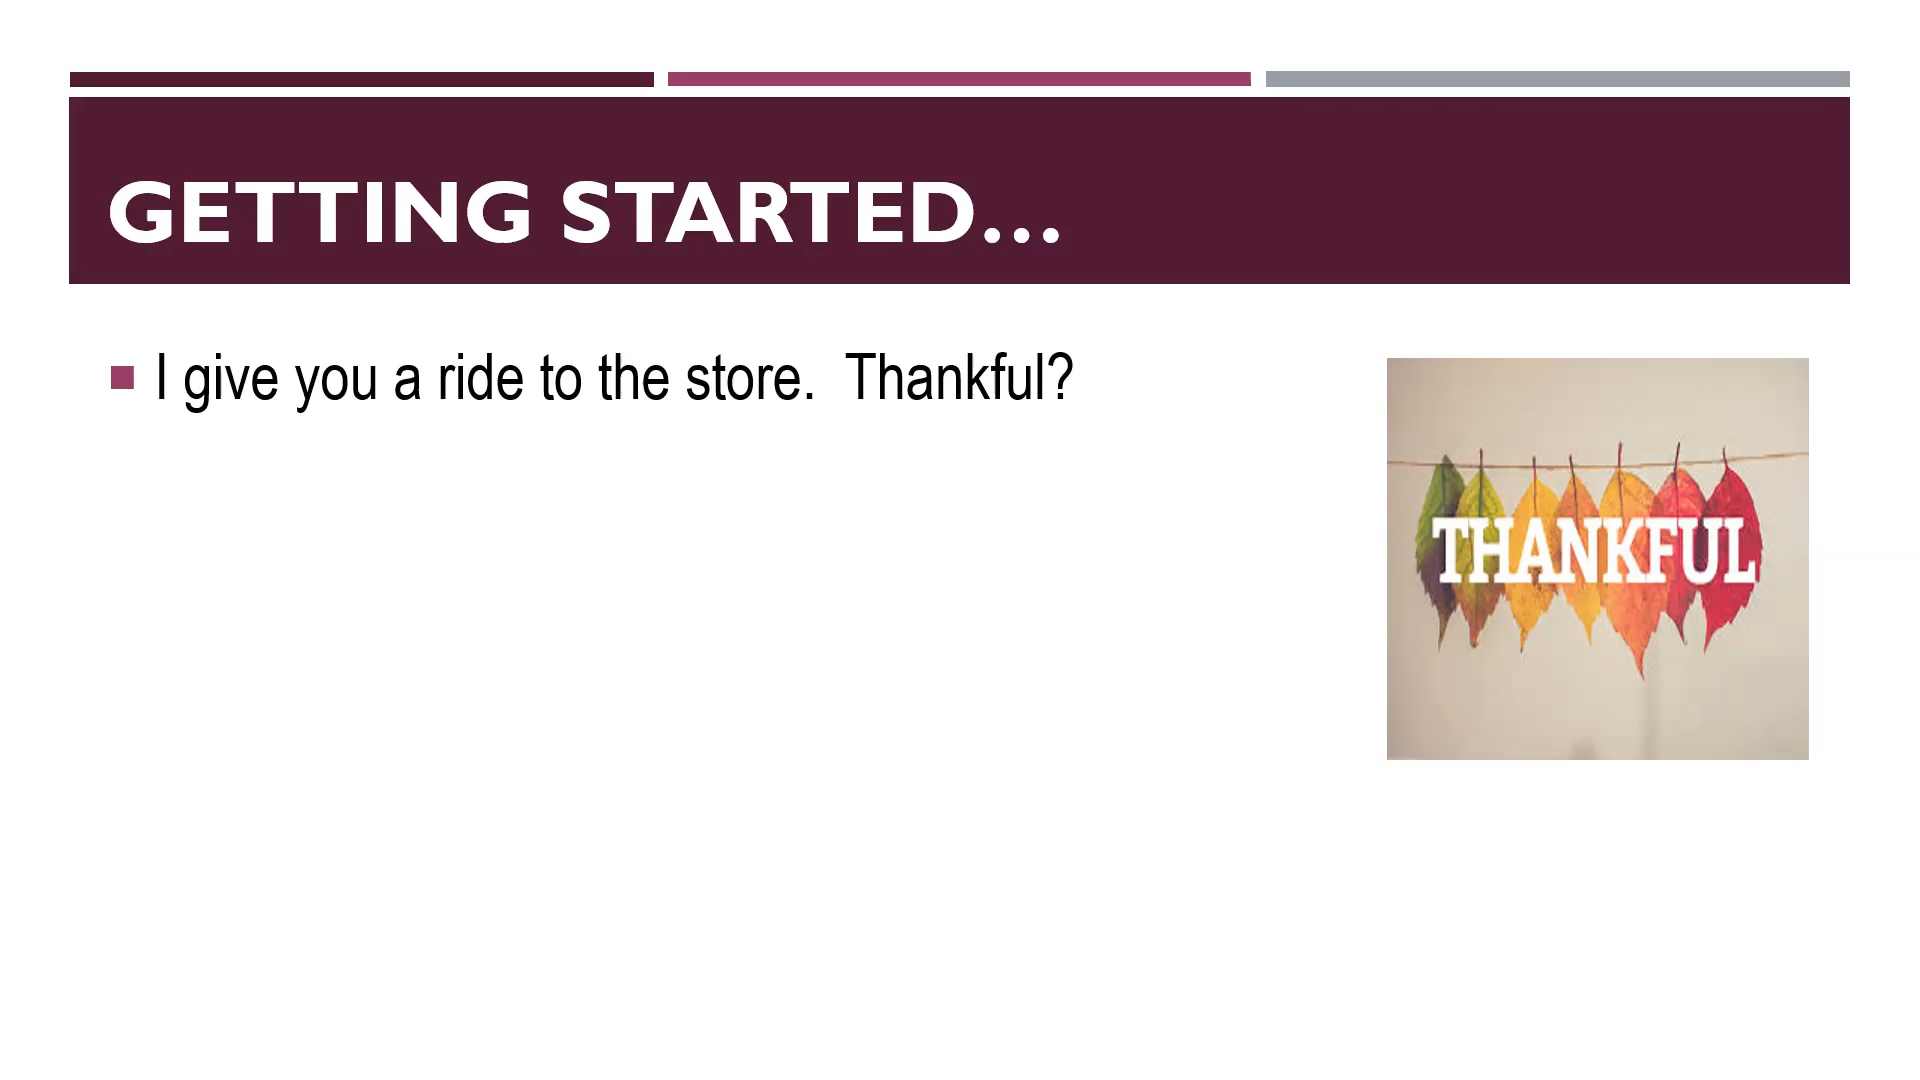 GETTING STARTED…
I give you a ride to the store.  Thankful?
THANKFUL